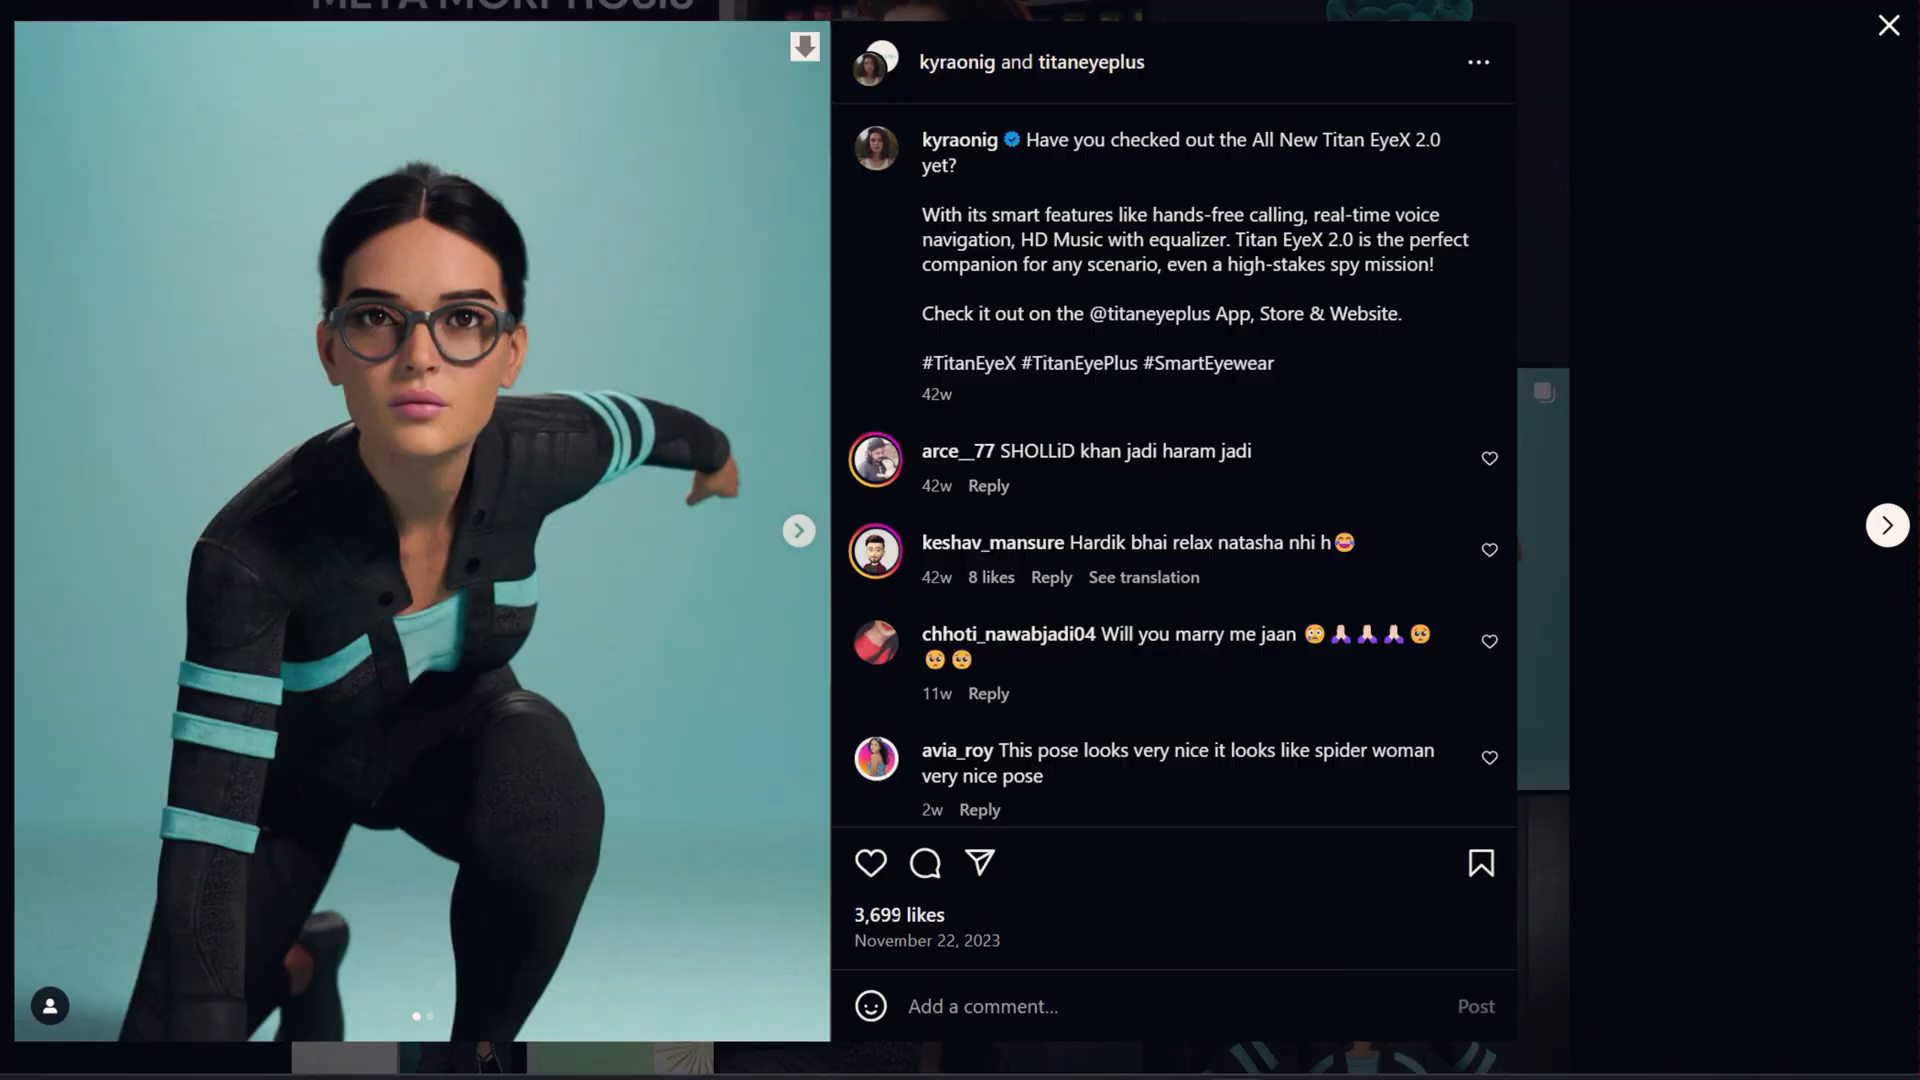 META MORPHOSIS
kyraonig and titaneyeplus
kyraonig Have you checked out the All New Titan EyeX 2.0
yet?
With its smart features like hands-free calling, real-time voice
navigation, HD Music with equalizer. Titan EyeX 2.0 is the perfect
companion for any scenario, even a high-stakes spy mission!
Check it out on the @titaneyeplus App, Store & Website.
#TitanEyeX #TitanEyePlus #SmartEyewear
42w
arce__77 SHOLLiD khan jadi haram jadi
42w Reply
keshav_mansure Hardik bhai relax natasha nhi h😂
42w 8 likes Reply See translation
chhoti_nawabjadi04 Will you marry me jaan 😳🙏🏻🙏🏻🙏🏻🥺
🥺🥺
11w Reply
avia_roy This pose looks very nice it looks like spider woman
very nice pose
2w Reply
3,699 likes
November 22, 2023
Add a comment...
Post